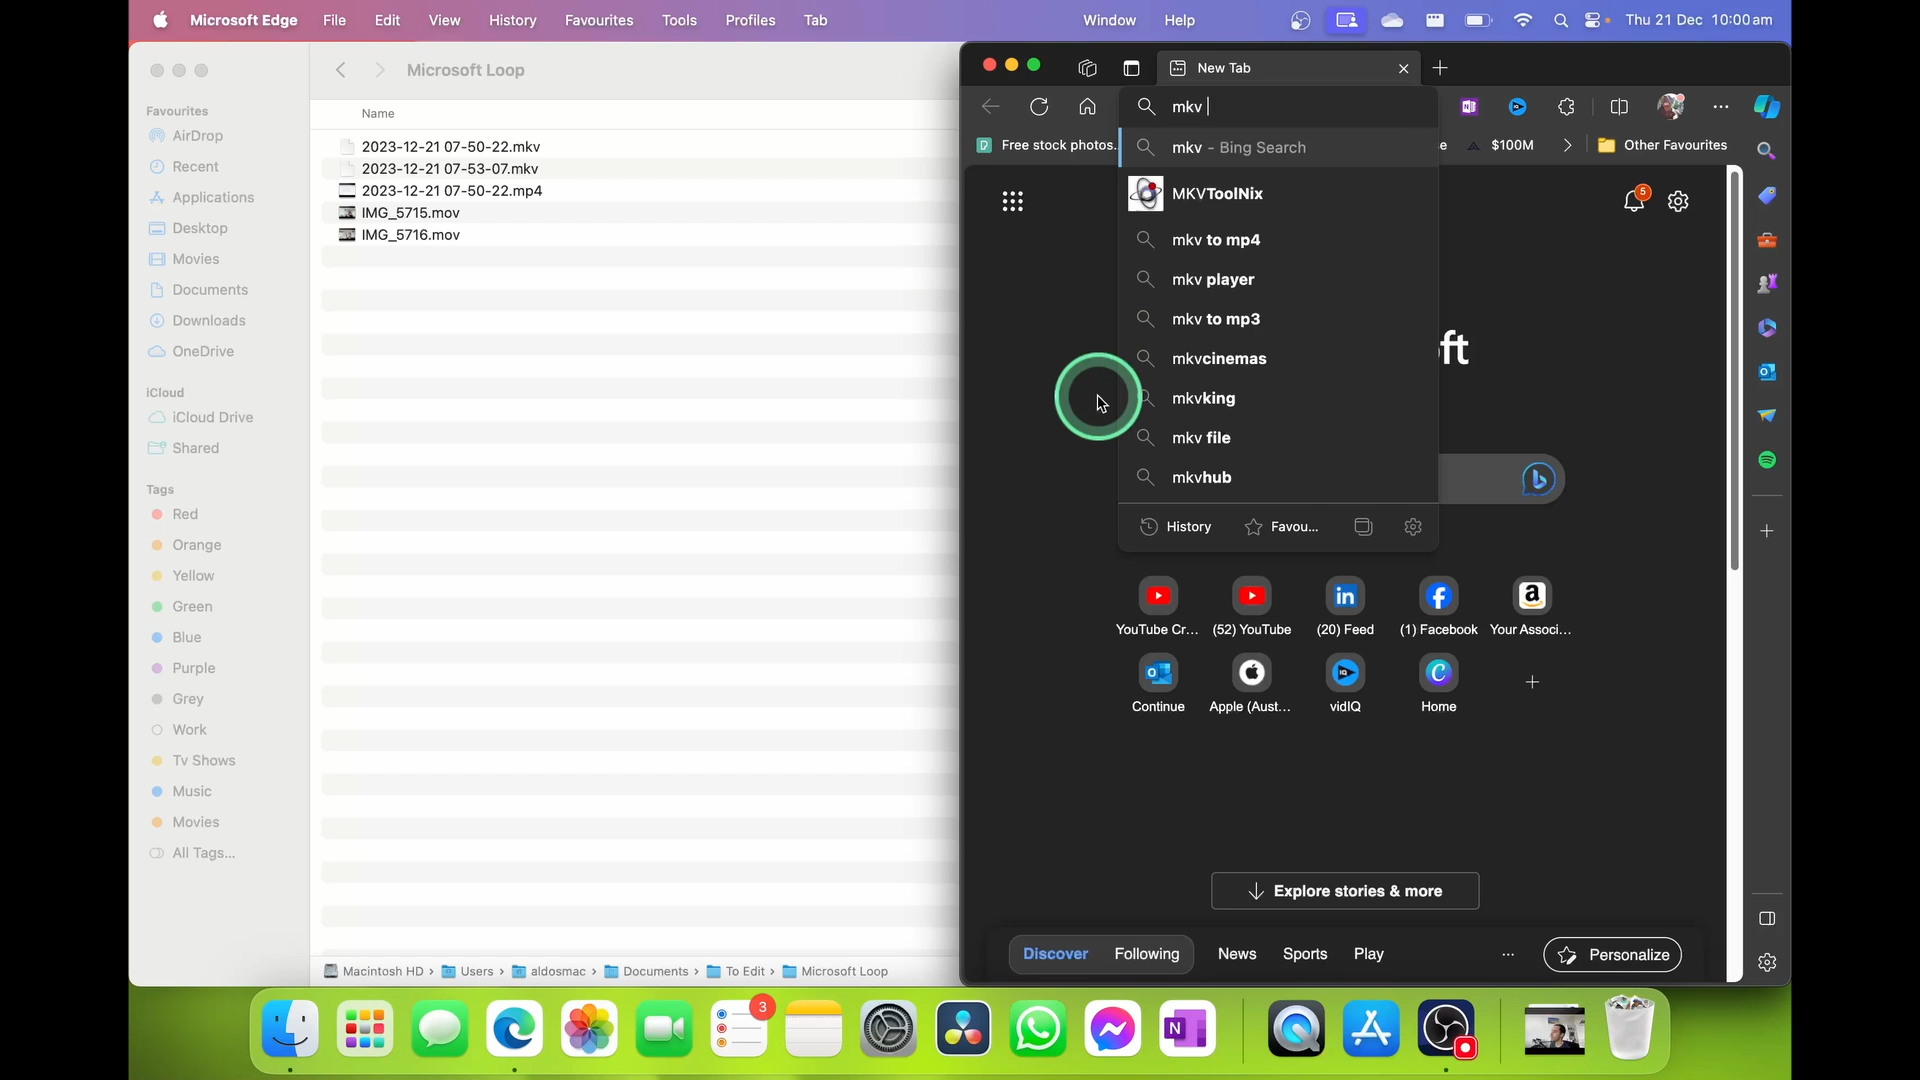 Microsoft Edge File Edit View History Favourites Tools Profiles Tab Window Help Thu 21 Dec 10:00 am
Microsoft Loop
Favourites
AirDrop
Recent
Applications
Desktop
Movies
Documents
Downloads
OneDrive
iCloud
iCloud Drive
Shared
Tags
Red
Orange
Yellow
Green
Blue
Purple
Grey
Work
Tv Shows
Music
Movies
All Tags...
Name
2023-12-21 07-50-22.mkv
2023-12-21 07-53-07.mkv
2023-12-21 07-50-22.mp4
IMG_5715.mov
IMG_5716.mov
Macintosh HD › Users › aldosmac › Documents › To Edit › Microsoft Loop
New Tab
mkv
Free stock photos.
$100M
Other Favourites
mkv - Bing Search
MKVToolNix
mkv to mp4
mkv player
mkv to mp3
mkvcinemas
mkvking
mkv file
mkvhub
History Favou...
5
ft
YouTube Cr... (52) YouTube (20) Feed (1) Facebook Your Associ...
Continue Apple (Aust... vidIQ Home
Explore stories & more
Discover Following News Sports Play ... Personalize
3